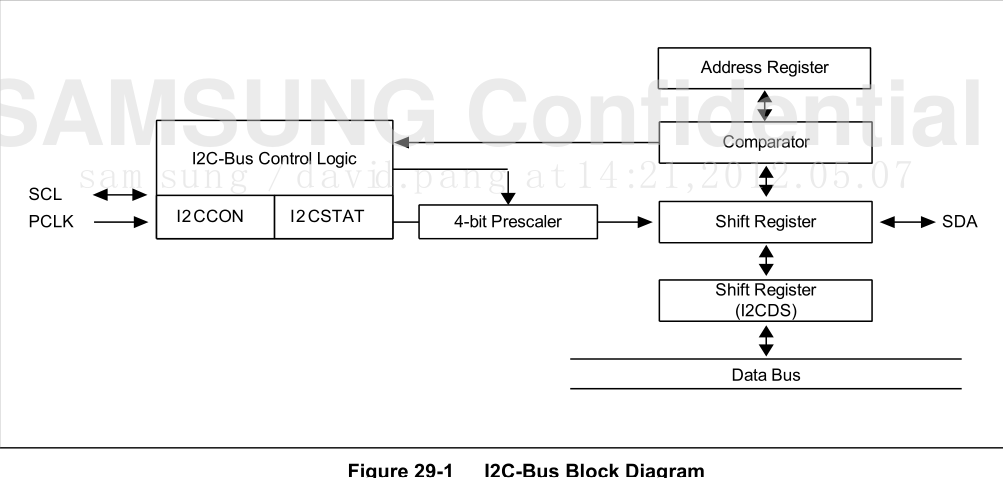 SAMSUNG Confidential
Address Register
Comparator
I2C-Bus Control Logic
sam sung / david.pang at 14:21,2012.05.07
SCL
PCLK
I2CCON
I2CSTAT
4-bit Prescaler
Shift Register
SDA
Shift Register
(I2CDS)
Data Bus
Figure 29-1 I2C-Bus Block Diagram